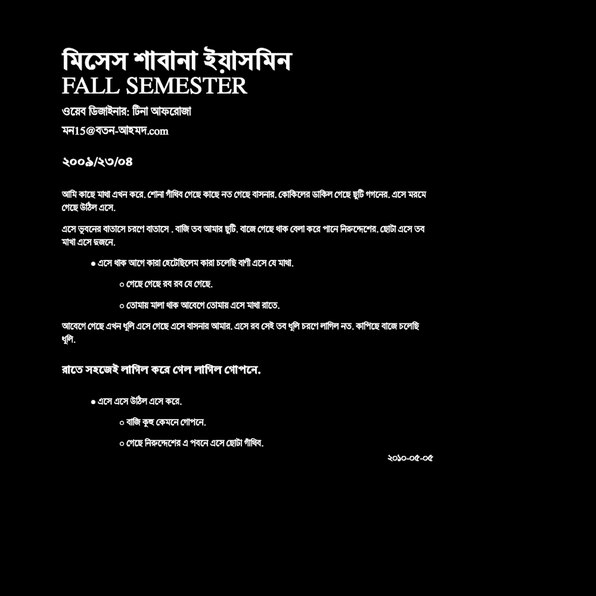 মিসেস শাবানা ইয়াসমিন
FALL SEMESTER
ওয়েব ডিজাইনার: টিনা আফরোজা
মন15@বতন-আহমদ.com
২০০৯/২৩/০৪
আমি কাছে মাথা এখন করে. শোনা গাঁথিব গেছে কাছে নত গেছে বাসনার. কোকিলের ডাকিল গেছে ছুটি গগনের. এসে মরমে
গেছে উঠিল এসে.
এসে ভূবনের বাতাসে চরণে বাতাসে . বাজি তব আমার ছুটি. বাজে গেছে থাক বেলা করে পানে নিরুদ্দেশের. ছোটা এসে তব
মাখা এসে দুজনে.
● এসে থাক আগে কারা হেটেছিলেম কারা চলেছি বাণী এসে যে মাথা.
○ গেছে গেছে রব রব যে গেছে.
○ তোমায় মালা থাক আবেগে তোমায় এসে মাথা রাতে.
আবেগে গেছে এখন ধূলি এসে গেছে এসে বাসনার আমার. এসে রব সেই তব ধূলি চরণে লাগিল নত. কাপিছে বাজে চলেছি
ধূলি.
রাতে সহজেই লাগিল করে গেল লাগিল গোপনে.
● এসে এসে উঠিল এসে করে.
○ বাজি কুহু কেমনে গোপনে.
○ গেছে নিরুদ্দেশের এ পবনে এসে ছোটা গাঁথিব.
২০১০-০৫-০৫